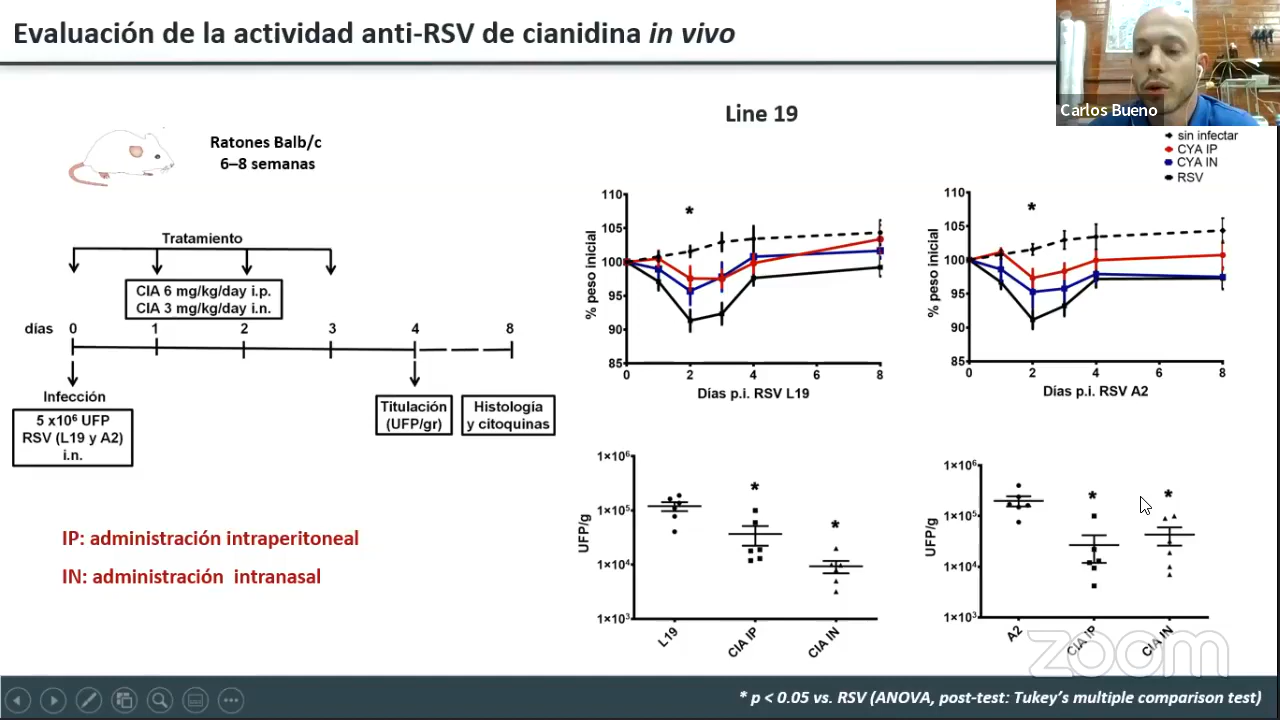 Evaluación de la actividad anti-RSV de cianidina in vivo
Carlos Bueno
Line 19
Ratones Balb/c
6–8 semanas
Tratamiento
CIA 6 mg/kg/day i.p.
CIA 3 mg/kg/day i.n.
días 0 1 2 3 4 8
Infección
5 x10⁶ UFP
RSV (L19 y A2)
i.n.
Titulación
(UFP/gr)
Histología
y citoquinas
IP: administración intraperitoneal
IN: administración intranasal
sin infectar
CYA IP
CYA IN
RSV
% peso inicial
110
105
100
95
90
85
*
0 2 4 6 8
Días p.i. RSV L19
% peso inicial
110
105
100
95
90
85
*
0 2 4 6 8
Días p.i. RSV A2
UFP/g
1×10⁶
1×10⁵
1×10⁴
1×10³
* *
L19 CIA IP CIA IN
UFP/g
1×10⁶
1×10⁵
1×10⁴
1×10³
* *
A2 CIA IP CIA IN
zoom
* p < 0.05 vs. RSV (ANOVA, post-test: Tukey’s multiple comparison test)